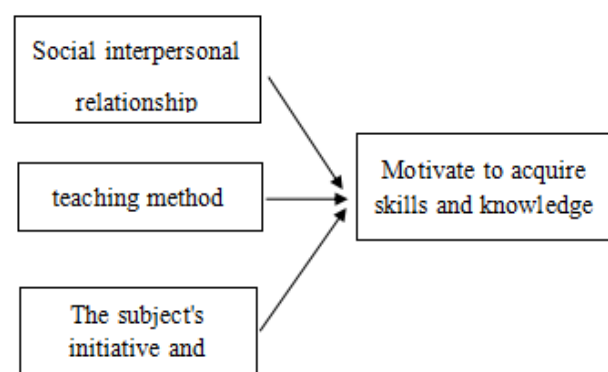 Social interpersonal
relationship
teaching method
Motivate to acquire
skills and knowledge
The subject's
initiative and